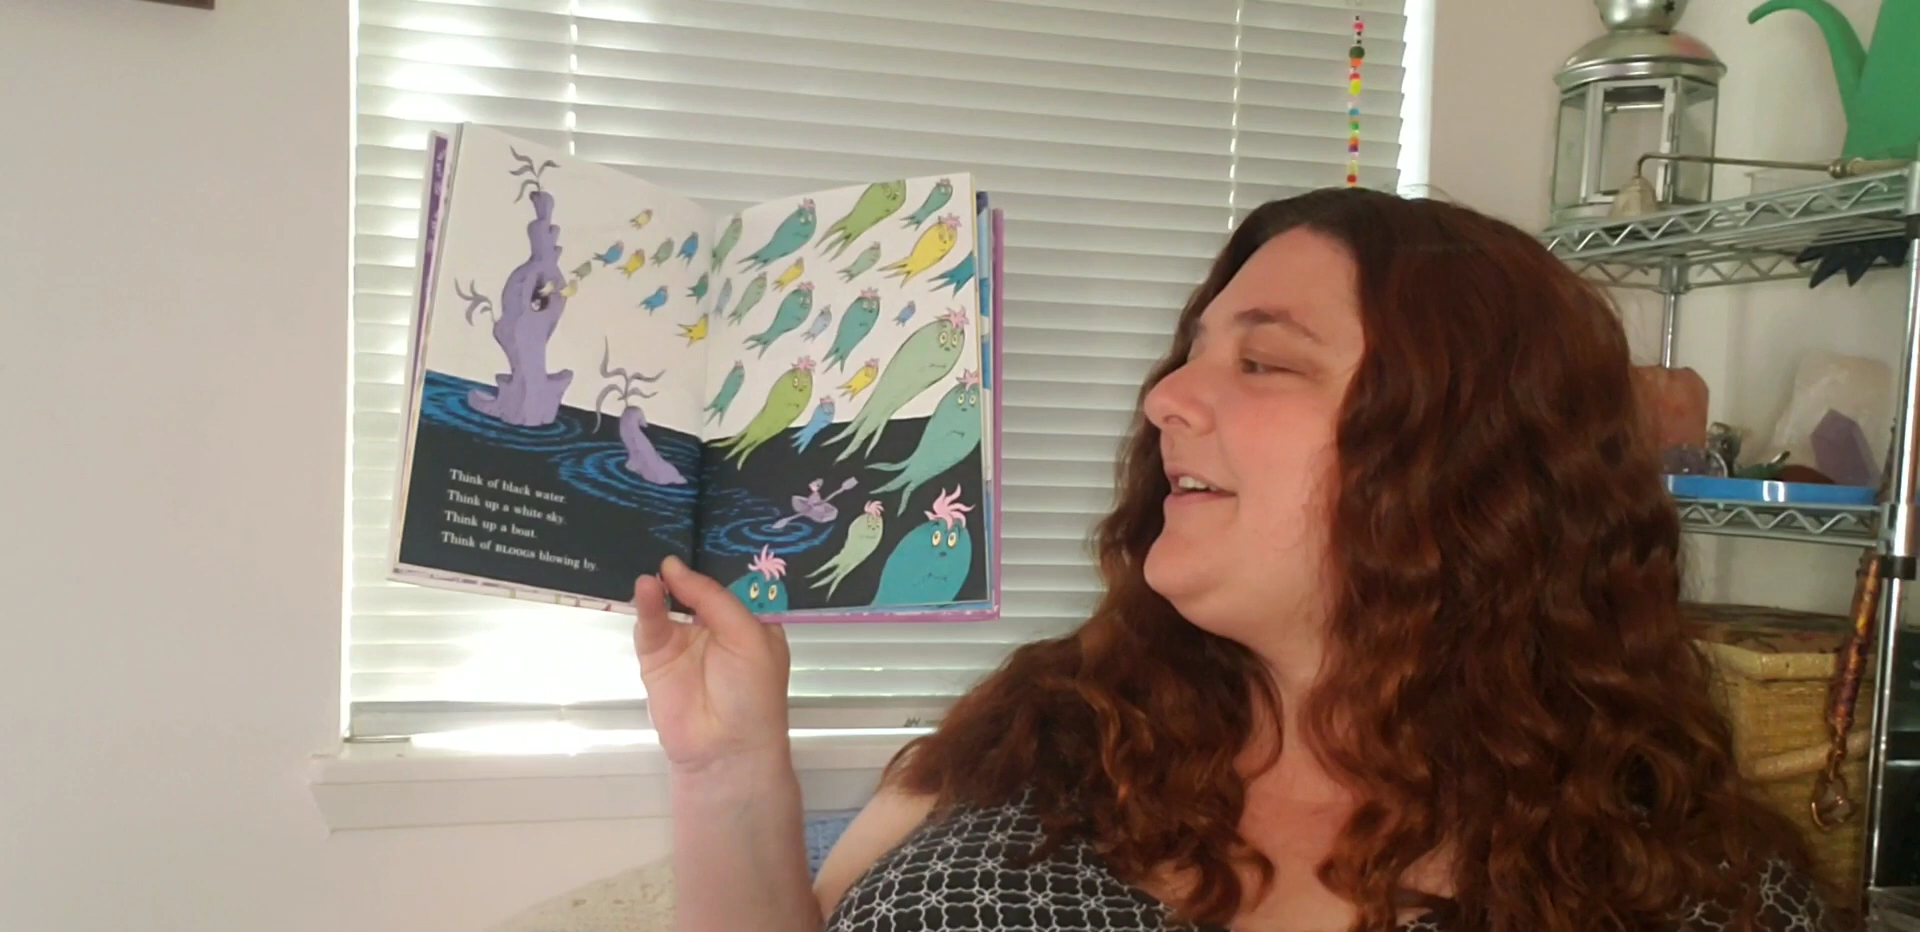 Think of black water.
Think up a white sky.
Think up a boat.
Think of BLOOGS blowing by.